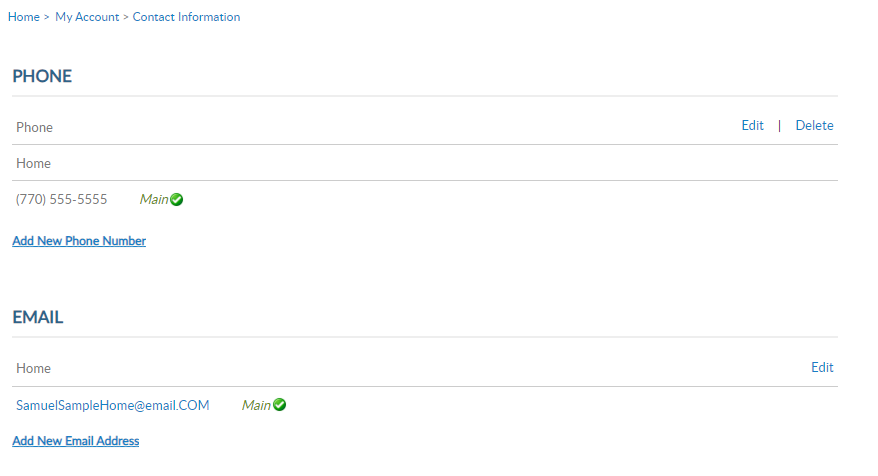 Home > My Account > Contact Information
PHONE
Phone Edit | Delete
Home
(770) 555-5555 Main
Add New Phone Number
EMAIL
Home Edit
SamuelSampleHome@email.COM Main
Add New Email Address